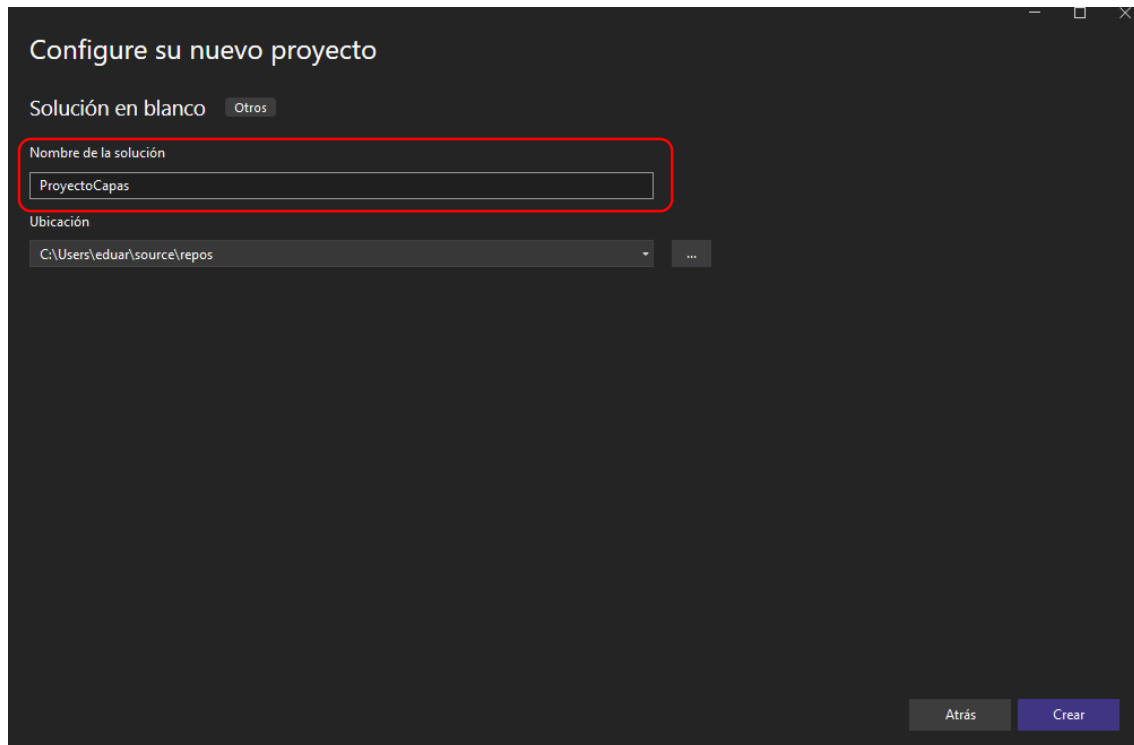 Configure su nuevo proyecto
Solución en blanco Otros
Nombre de la solución
ProyectoCapas
Ubicación
C:\Users\eduar\source\repos ...
Atrás Crear